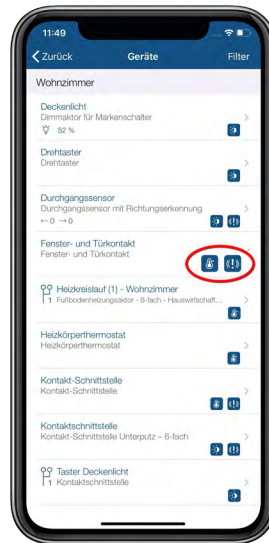 11:49
Zurück Geräte Filter
Wohnzimmer
Deckenlicht
Dimmaktor für Markenschalter
52 %
Drehtaster
Drehtaster
Durchgangssensor
Durchgangssensor mit Richtungserkennung
←0 →0
Fenster- und Türkontakt
Fenster- und Türkontakt
Heizkreislauf (1) - Wohnzimmer
1 Fußbodenheizungsaktor - 6-fach - Hauswirtschaft...
Heizkörperthermostat
Heizkörperthermostat
Kontakt-Schnittstelle
Kontakt-Schnittstelle
Kontaktschnittstelle
Kontakt-Schnittstelle Unterputz – 6-fach
Taster Deckenlicht
1 Kontaktschnittstelle